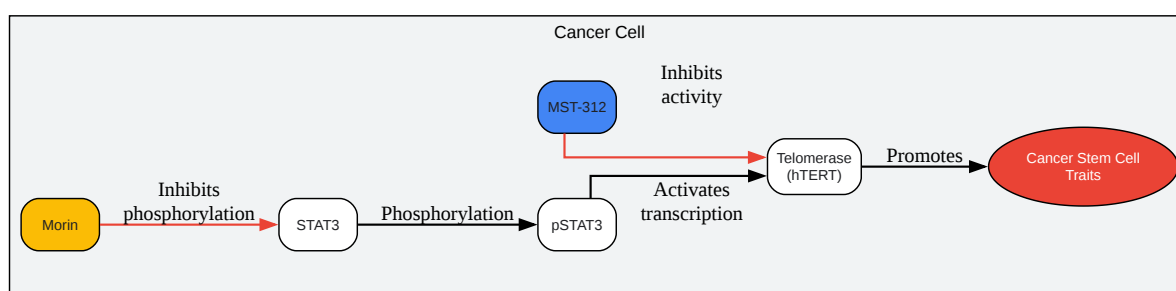 Cancer Cell
Inhibits
activity
MST-312
Telomerase
(hTERT)
Promotes
Cancer Stem Cell
Traits
Inhibits
phosphorylation
Activates
transcription
Morin
STAT3
Phosphorylation
pSTAT3